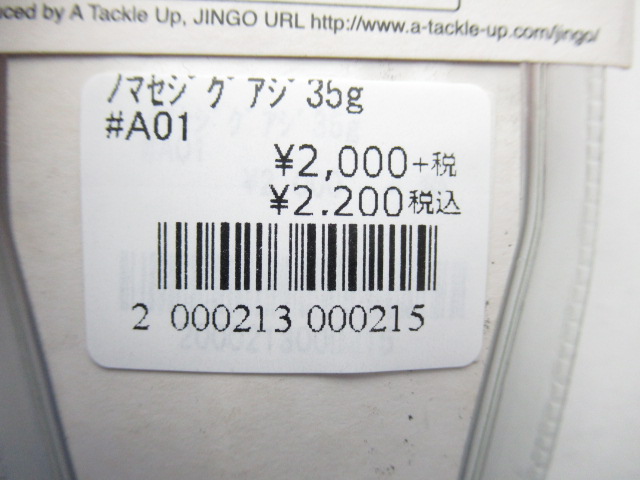 ced by A Tackle Up, JINGO URL http://www.a-tackle-up.com/jingo/
ﾉﾏｾｼﾞｸﾞ ｱｼﾞ 35g
#A01
¥2,000+税
¥2.200税込
2 000213 000215